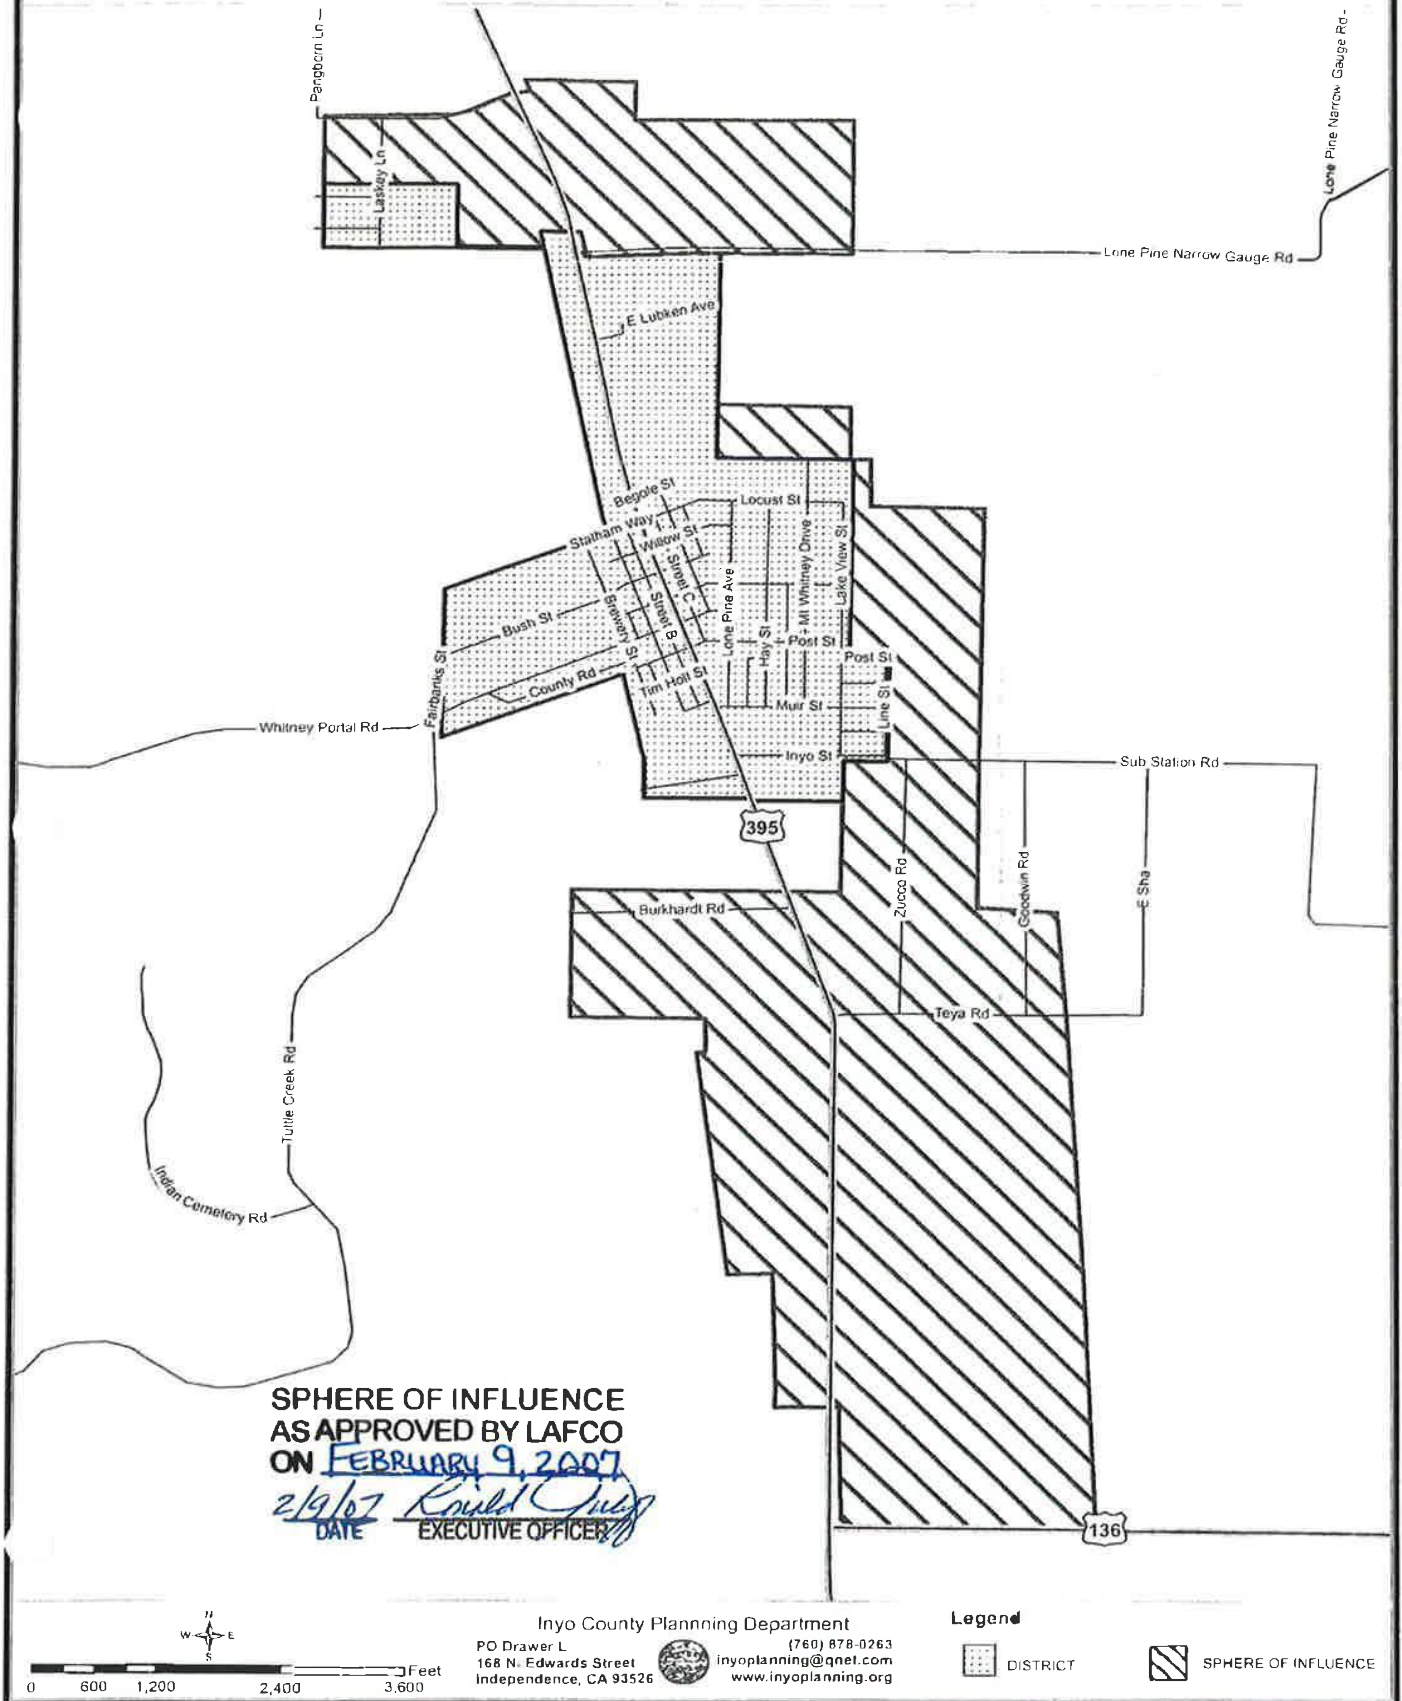 Pangborn Ln
Lone Pine Narrow Gauge Rd
Laskey Ln
Lone Pine Narrow Gauge Rd
E Lubken Ave
Begole St
Locust St
Statham Way
Willow St
Mt Whitney Drive
Lake View St
Street C
Lone Pine Ave
Brewery St
Street B
Bush St
Hay St
Post St
Post St
Fairbanks St
County Rd
Tim Holt St
Line St
Muir St
Whitney Portal Rd
Inyo St
Sub Station Rd
395
Zucco Rd
Goodwin Rd
E Sha
Burkhardt Rd
Teya Rd
Tuttle Creek Rd
Indian Cemetery Rd
SPHERE OF INFLUENCE
AS APPROVED BY LAFCO
ON FEBRUARY 9, 2007
2/9/07
DATE EXECUTIVE OFFICER
136
N
W E
S
Feet
0 600 1,200 2,400 3,600
Inyo County Plannning Department
PO Drawer L
168 N. Edwards Street
Independence, CA 93526
(760) 878-0263
inyoplanning@qnet.com
www.inyoplanning.org
Legend
DISTRICT
SPHERE OF INFLUENCE